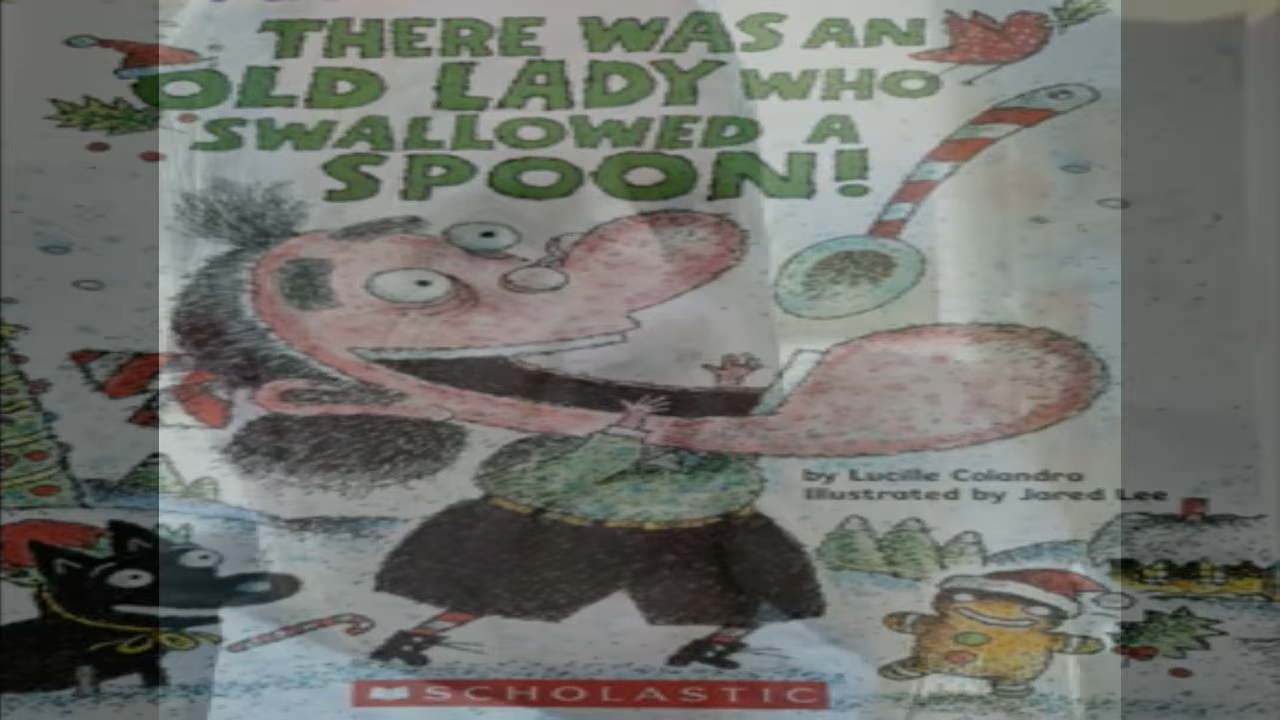 THERE WAS AN
OLD LADY WHO
SWALLOWED A
SPOON!
by Lucille Colandro
Illustrated by Jared Lee
SCHOLASTIC